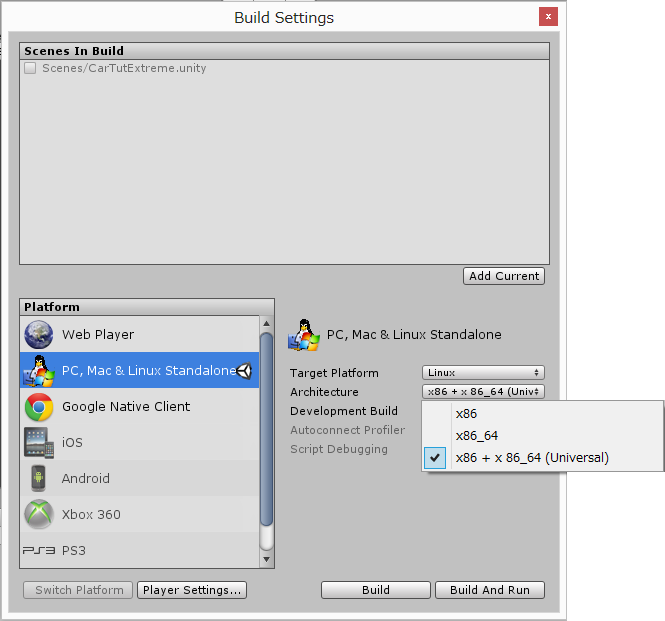 Build Settings
x
Scenes In Build
Scenes/CarTutExtreme.unity
Add Current
Platform
Web Player
PC, Mac & Linux Standalone
Google Native Client
iOS
Android
Xbox 360
PS3 PS3
PC, Mac & Linux Standalone
Target Platform Linux
Architecture x86 + x 86_64 (Univ
Development Build
Autoconnect Profiler
Script Debugging
x86
x86_64
x86 + x 86_64 (Universal)
Switch Platform
Player Settings...
Build
Build And Run